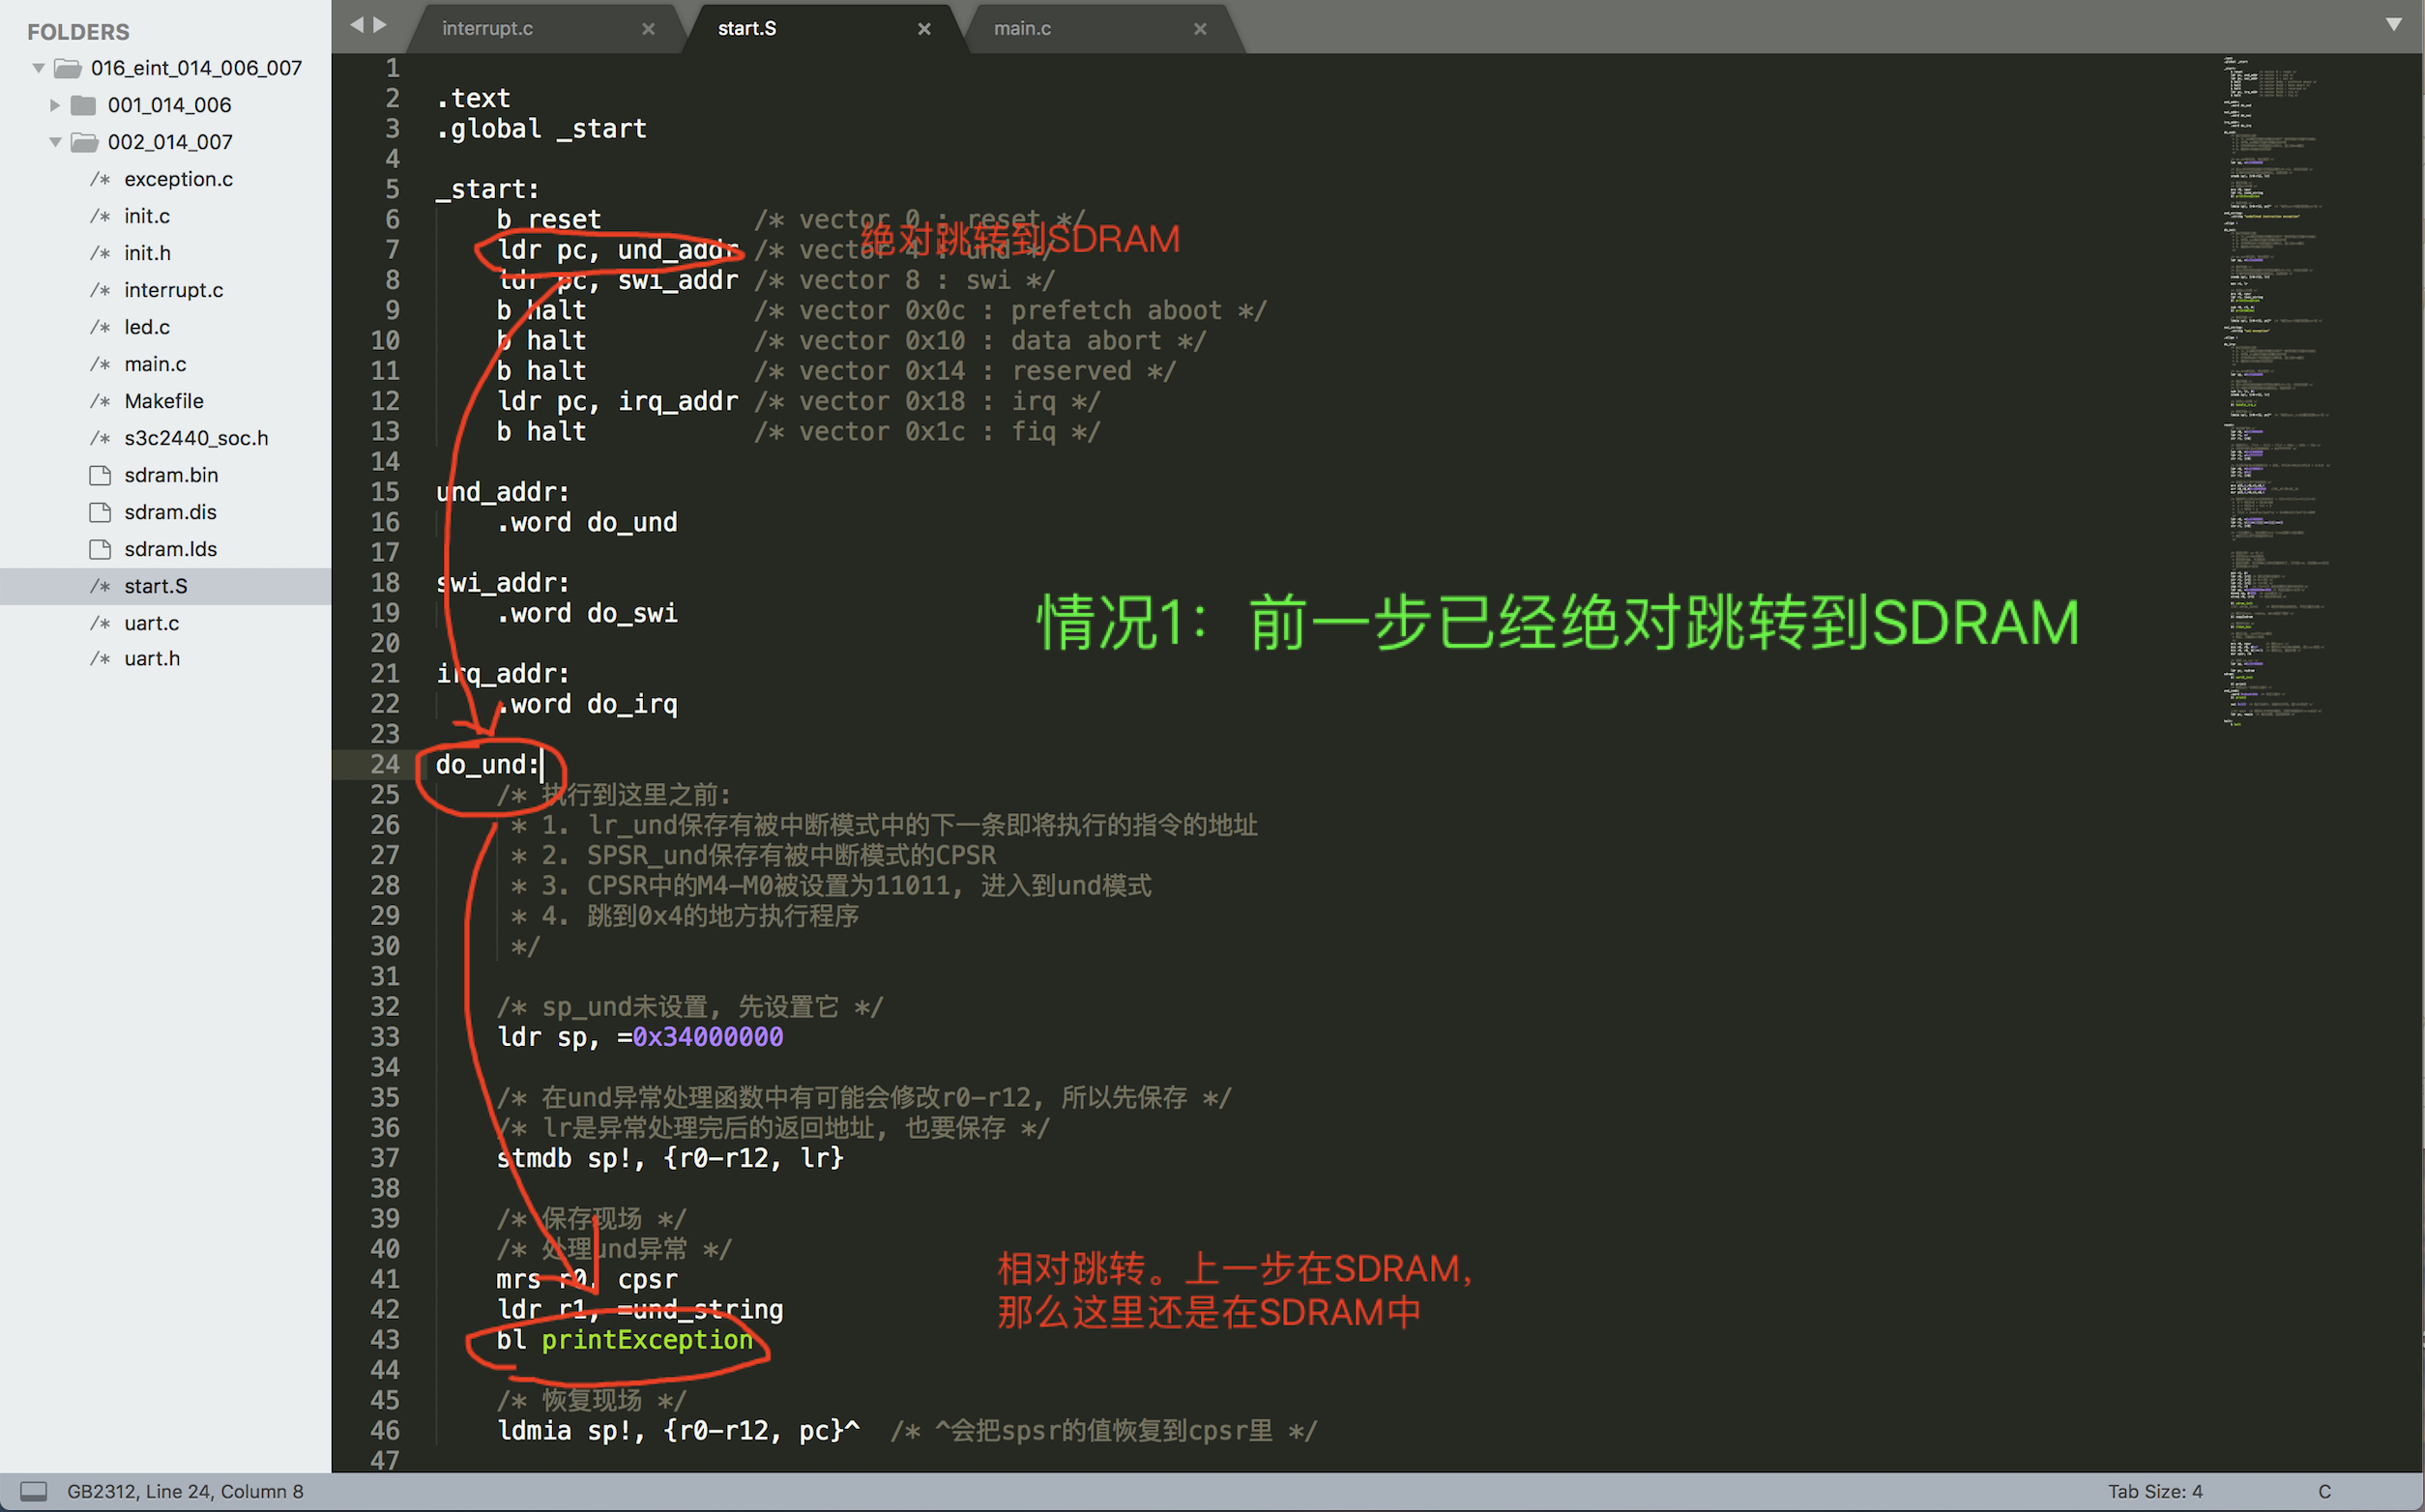 FOLDERS
016_eint_014_006_007
001_014_006
002_014_007
/* exception.c
/* init.c
/* init.h
/* interrupt.c
/* led.c
/* main.c
/* Makefile
/* s3c2440_soc.h
sdram.bin
sdram.dis
sdram.lds
/* start.S
/* uart.c
/* uart.h
interrupt.c
start.S
main.c
1
2 .text
3 .global _start
4
5 _start:
6 b reset /* vector 0 : reset */
7 ldr pc, und_addr /* vector 4 : und */
绝对跳转到SDRAM
8 ldr pc, swi_addr /* vector 8 : swi */
9 b halt /* vector 0x0c : prefetch aboot */
10 b halt /* vector 0x10 : data abort */
11 b halt /* vector 0x14 : reserved */
12 ldr pc, irq_addr /* vector 0x18 : irq */
13 b halt /* vector 0x1c : fiq */
14
15 und_addr:
16 .word do_und
17
18 swi_addr:
19 .word do_swi
情况1：前一步已经绝对跳转到SDRAM
20
21 irq_addr:
22 .word do_irq
23
24 do_und:
25 /* 执行到这里之前:
26 * 1. lr_und保存有被中断模式中的下一条即将执行的指令的地址
27 * 2. SPSR_und保存有被中断模式的CPSR
28 * 3. CPSR中的M4-M0被设置为11011, 进入到und模式
29 * 4. 跳到0x4的地方执行程序
30 */
31
32 /* sp_und未设置, 先设置它 */
33 ldr sp, =0x34000000
34
35 /* 在und异常处理函数中有可能会修改r0-r12, 所以先保存 */
36 /* lr是异常处理完后的返回地址, 也要保存 */
37 stmdb sp!, {r0-r12, lr}
38
39 /* 保存现场 */
40 /* 处理und异常 */
41 mrs r0, cpsr
42 ldr r1, =und_string
43 bl printException
相对跳转。上一步在SDRAM，
那么这里还是在SDRAM中
44
45 /* 恢复现场 */
46 ldmia sp!, {r0-r12, pc}^ /* ^会把spsr的值恢复到cpsr里 */
47
GB2312, Line 24, Column 8
Tab Size: 4
C